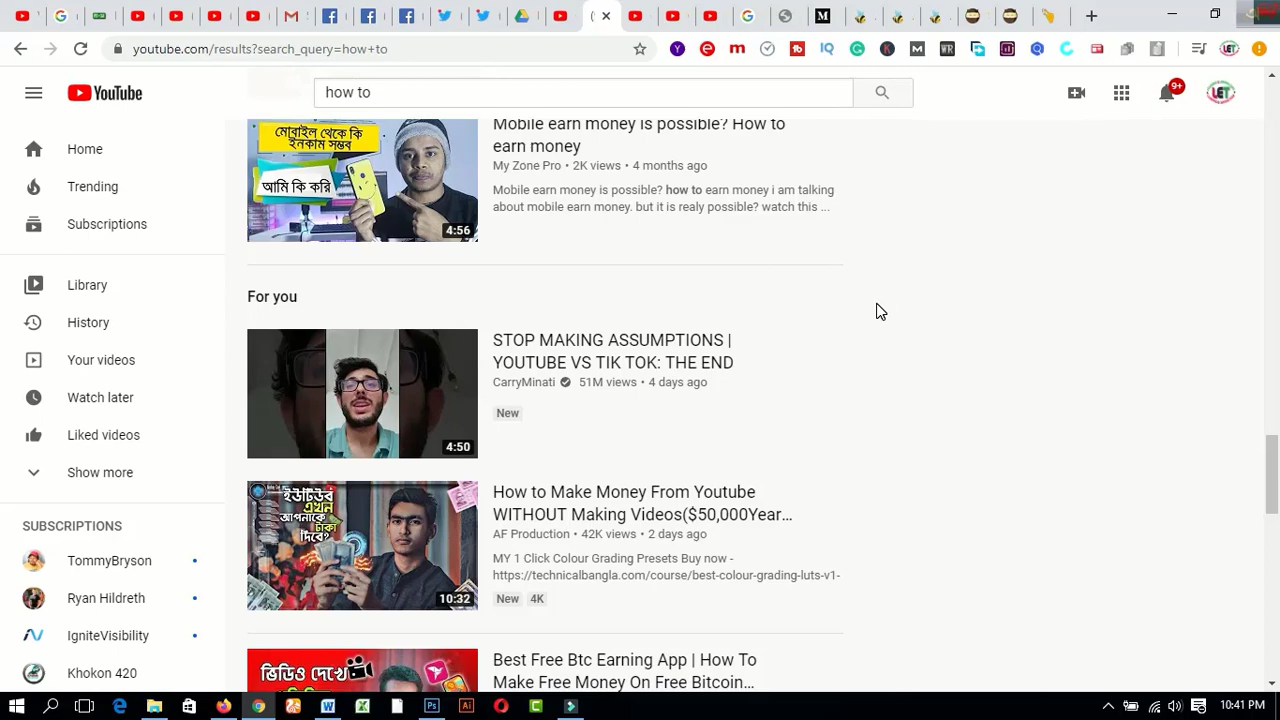 youtube.com/results?search_query=how+to
YouTube
how to
9+
LET
Home
Trending
Subscriptions
Library
History
Your videos
Watch later
Liked videos
Show more
SUBSCRIPTIONS
TommyBryson
Ryan Hildreth
IgniteVisibility
Khokon 420
মোবাইল থেকে কি
ইনকাম সম্ভব
আমি কি করি
4:56
Mobile earn money is possible? How to
earn money
My Zone Pro • 2K views • 4 months ago
Mobile earn money is possible? how to earn money i am talking
about mobile earn money. but it is realy possible? watch this ...
For you
4:50
STOP MAKING ASSUMPTIONS |
YOUTUBE VS TIK TOK: THE END
CarryMinati 51M views • 4 days ago
New
ইউটিউব
এখন
আপনাকে
টাকা
দিবে?
10:32
How to Make Money From Youtube
WITHOUT Making Videos($50,000Year...
AF Production • 42K views • 2 days ago
MY 1 Click Colour Grading Presets Buy now -
https://technicalbangla.com/course/best-colour-grading-luts-v1-
New 4K
ভিডিও দেখে
Best Free Btc Earning App | How To
Make Free Money On Free Bitcoin...
10:41 PM